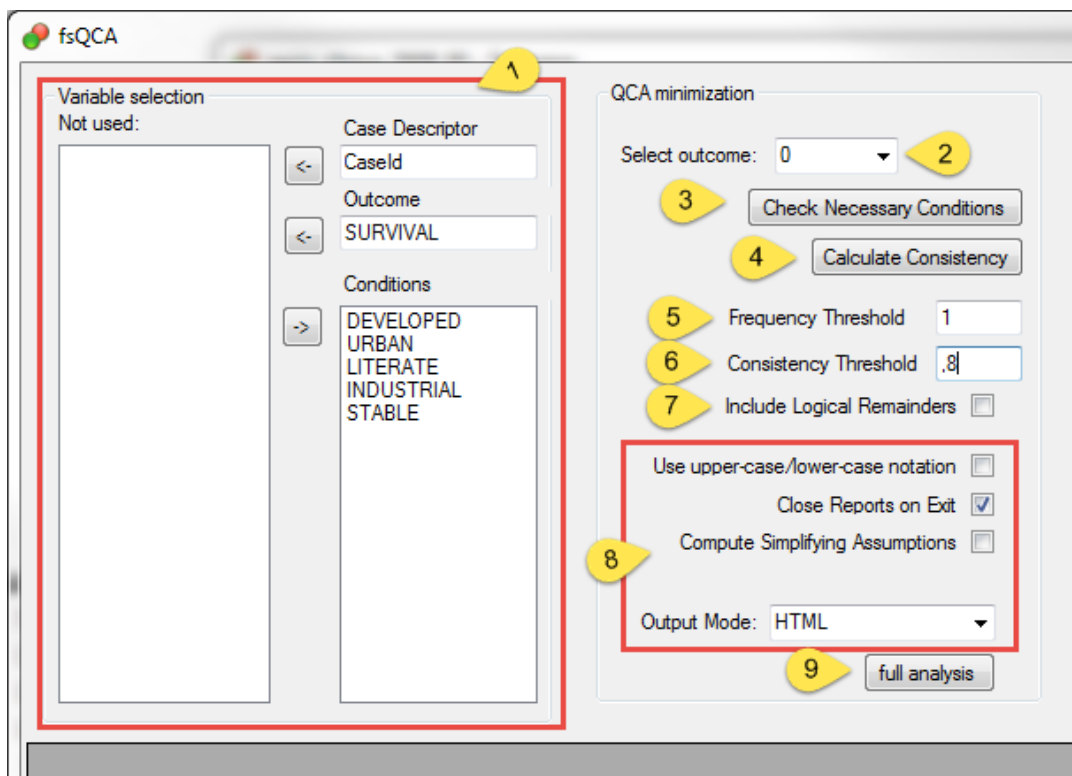 fsQCA
1
Variable selection
Not used:
Case Descriptor
<-
CaseId
Outcome
<-
SURVIVAL
Conditions
->
DEVELOPED
URBAN
LITERATE
INDUSTRIAL
STABLE
QCA minimization
Select outcome: 0
2
3
Check Necessary Conditions
4
Calculate Consistency
5
Frequency Threshold 1
6
Consistency Threshold ,8
7
Include Logical Remainders
Use upper-case/lower-case notation
Close Reports on Exit
Compute Simplifying Assumptions
8
Output Mode: HTML
9
full analysis